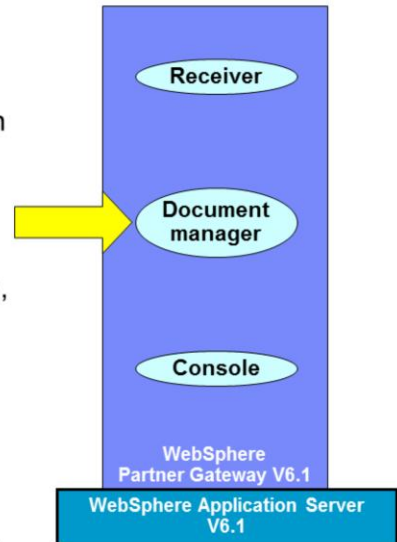 Receiver
Document
manager
Console
WebSphere
Partner Gateway V6.1
WebSphere Application Server
V6.1